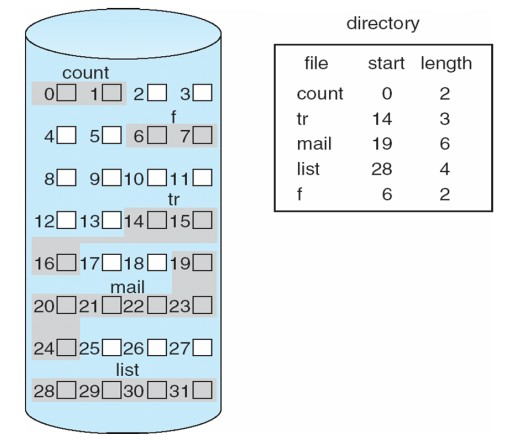 count
0 1 2 3
f
4 5 6 7
8 9 10 11
tr
12 13 14 15
16 17 18 19
mail
20 21 22 23
24 25 26 27
list
28 29 30 31
directory
file start length
count 0 2
tr 14 3
mail 19 6
list 28 4
f 6 2